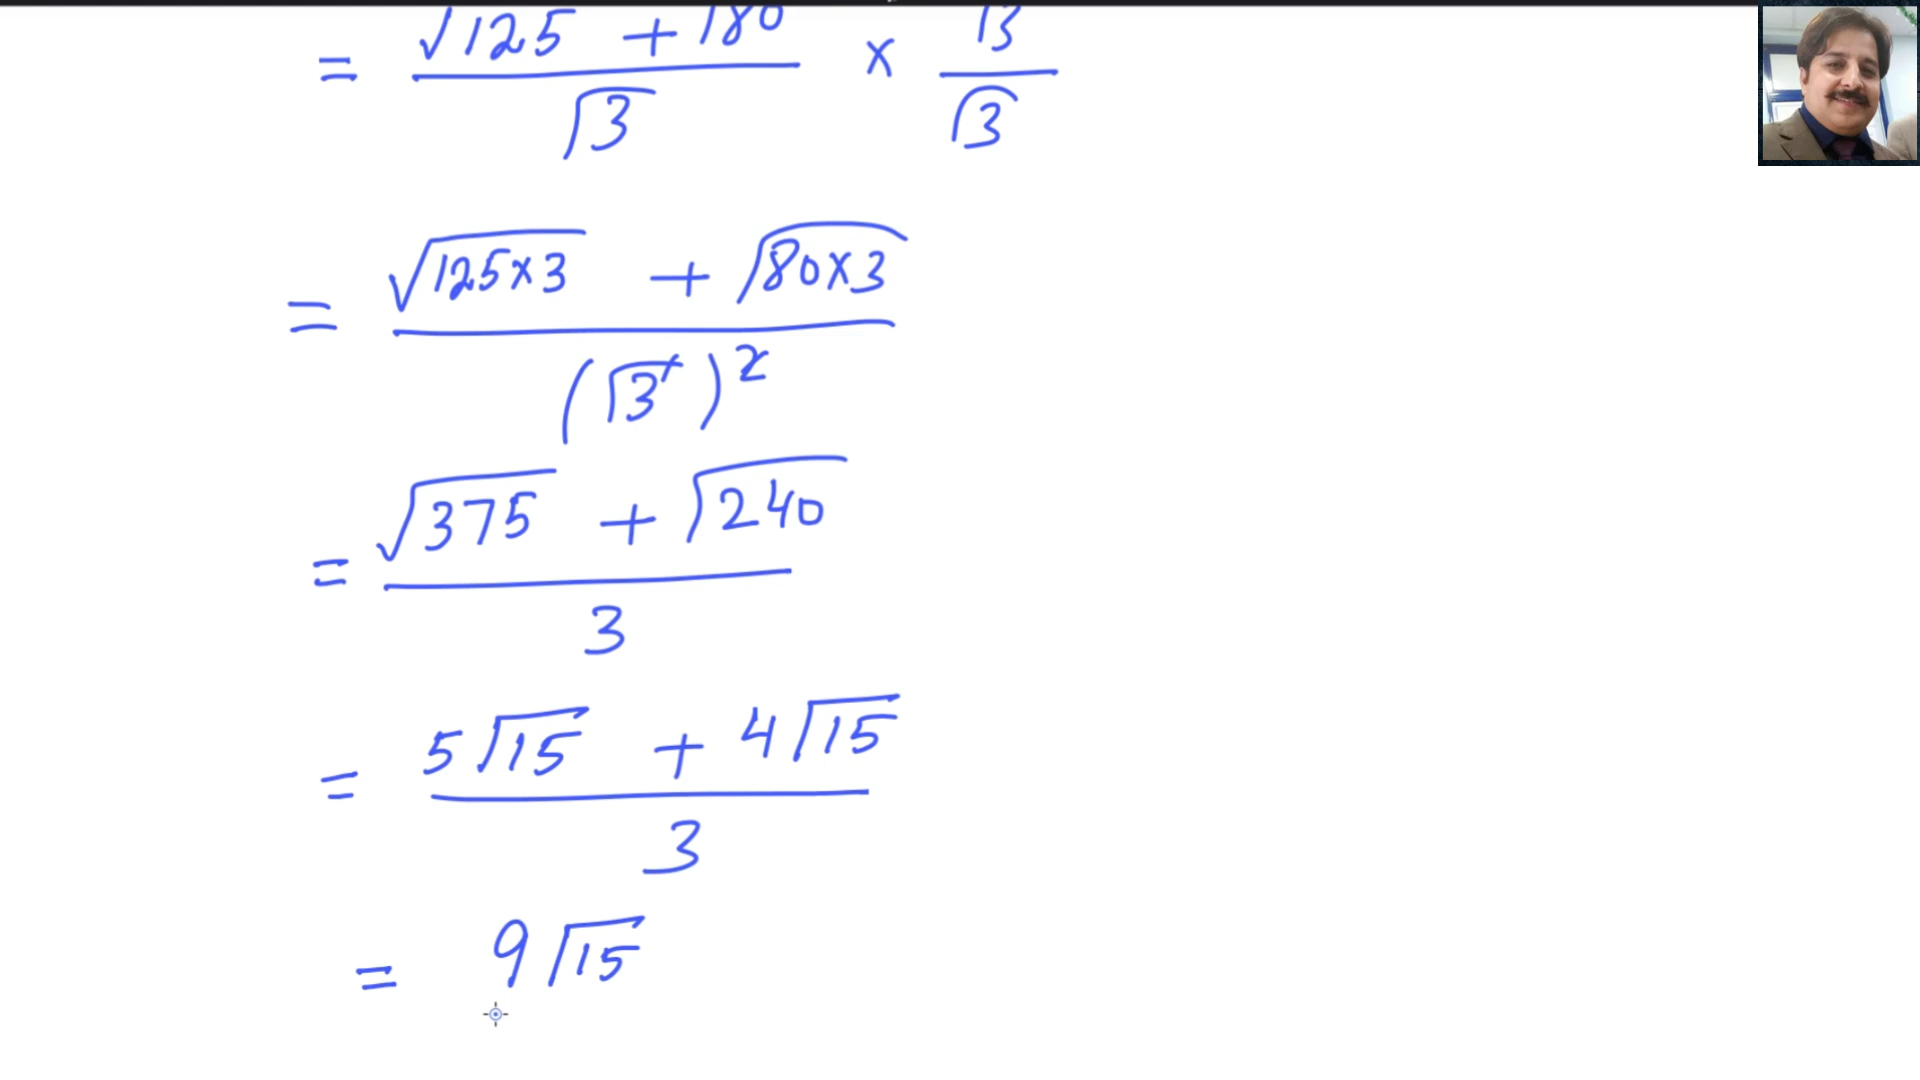 = (√125 + √80) / √3 × √3 / √3
= (√125×3 + √80×3) / (√3)²
= (√375 + √240) / 3
= (5√15 + 4√15) / 3
= 9√15